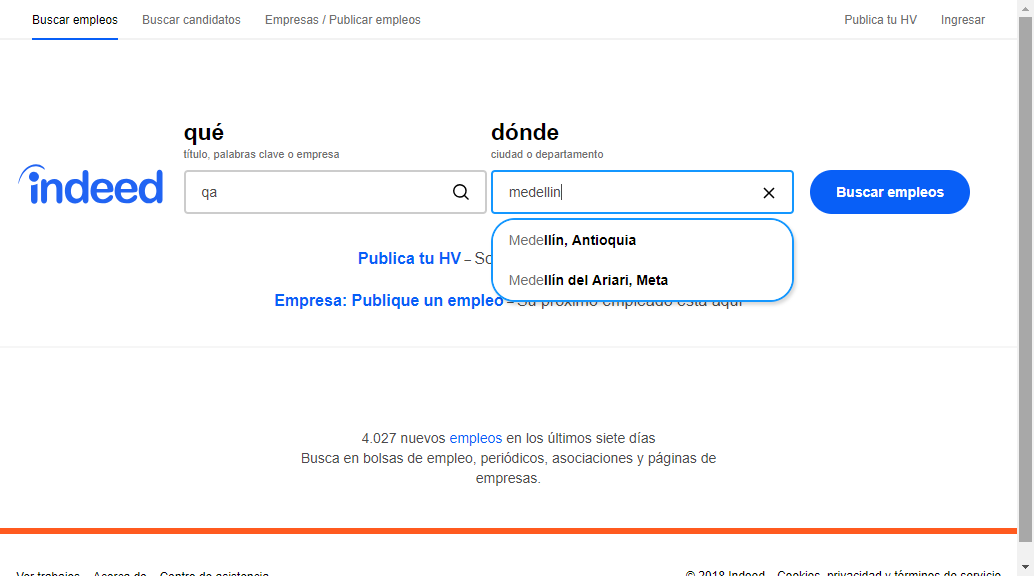 Buscar empleos Buscar candidatos Empresas / Publicar empleos Publica tu HV Ingresar
qué dónde
título, palabras clave o empresa ciudad o departamento
indeed qa medellin Buscar empleos
Medellín, Antioquia
Publica tu HV – So
Medellín del Ariari, Meta
Empresa: Publique un empleo – Su próximo empleado está aquí
4.027 nuevos empleos en los últimos siete días
Busca en bolsas de empleo, periódicos, asociaciones y páginas de
empresas.
Ver trabajos Acerca de Centro de asistencia © 2018 Indeed Cookies, privacidad y términos de servicio